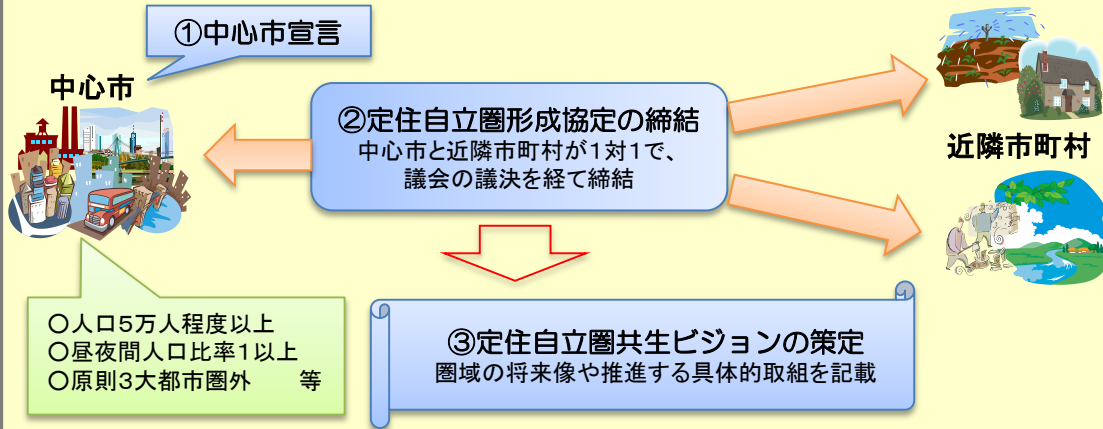 ①中心市宣言
中心市
②定住自立圏形成協定の締結
中心市と近隣市町村が1対1で、
議会の議決を経て締結
近隣市町村
○人口5万人程度以上
○昼夜間人口比率1以上
○原則3大都市圏外　　等
③定住自立圏共生ビジョンの策定
圏域の将来像や推進する具体的取組を記載